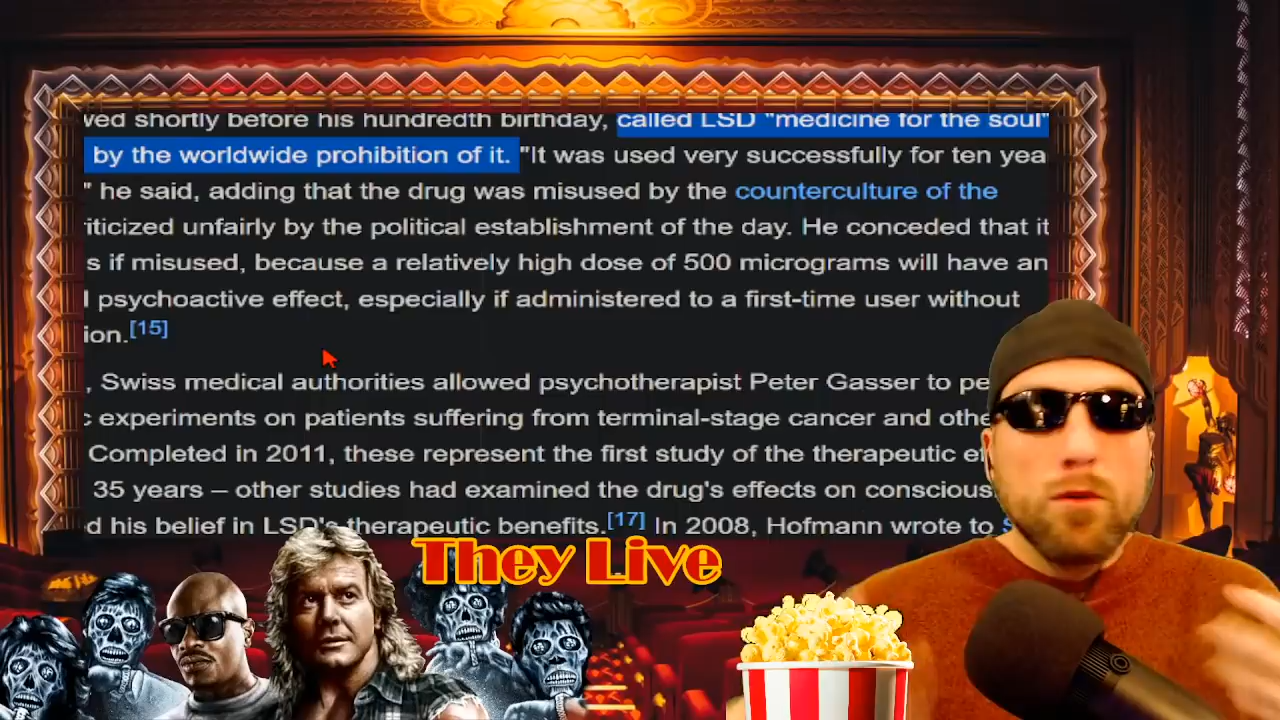 wed shortly before his hundredth birthday, called LSD "medicine for the soul"
by the worldwide prohibition of it. "It was used very successfully for ten yea
" he said, adding that the drug was misused by the counterculture of the
riticized unfairly by the political establishment of the day. He conceded that it
s if misused, because a relatively high dose of 500 micrograms will have an
l psychoactive effect, especially if administered to a first-time user without
ion.[15]
, Swiss medical authorities allowed psychotherapist Peter Gasser to pe
c experiments on patients suffering from terminal-stage cancer and othe
Completed in 2011, these represent the first study of the therapeutic ef
35 years – other studies had examined the drug's effects on conscious
d his belief in LSD's therapeutic benefits.[17] In 2008, Hofmann wrote to S
They Live